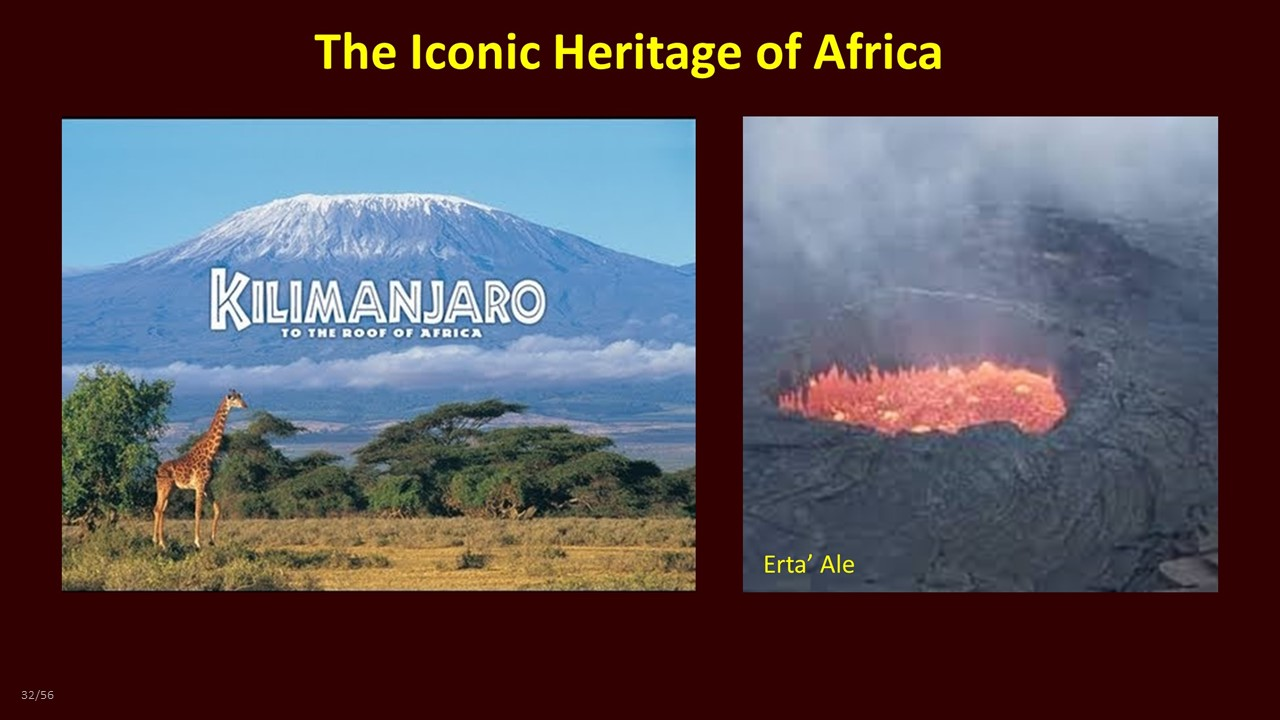 The Iconic Heritage of Africa
KILIMANJARO
TO THE ROOF OF AFRICA
Erta’ Ale
32/56